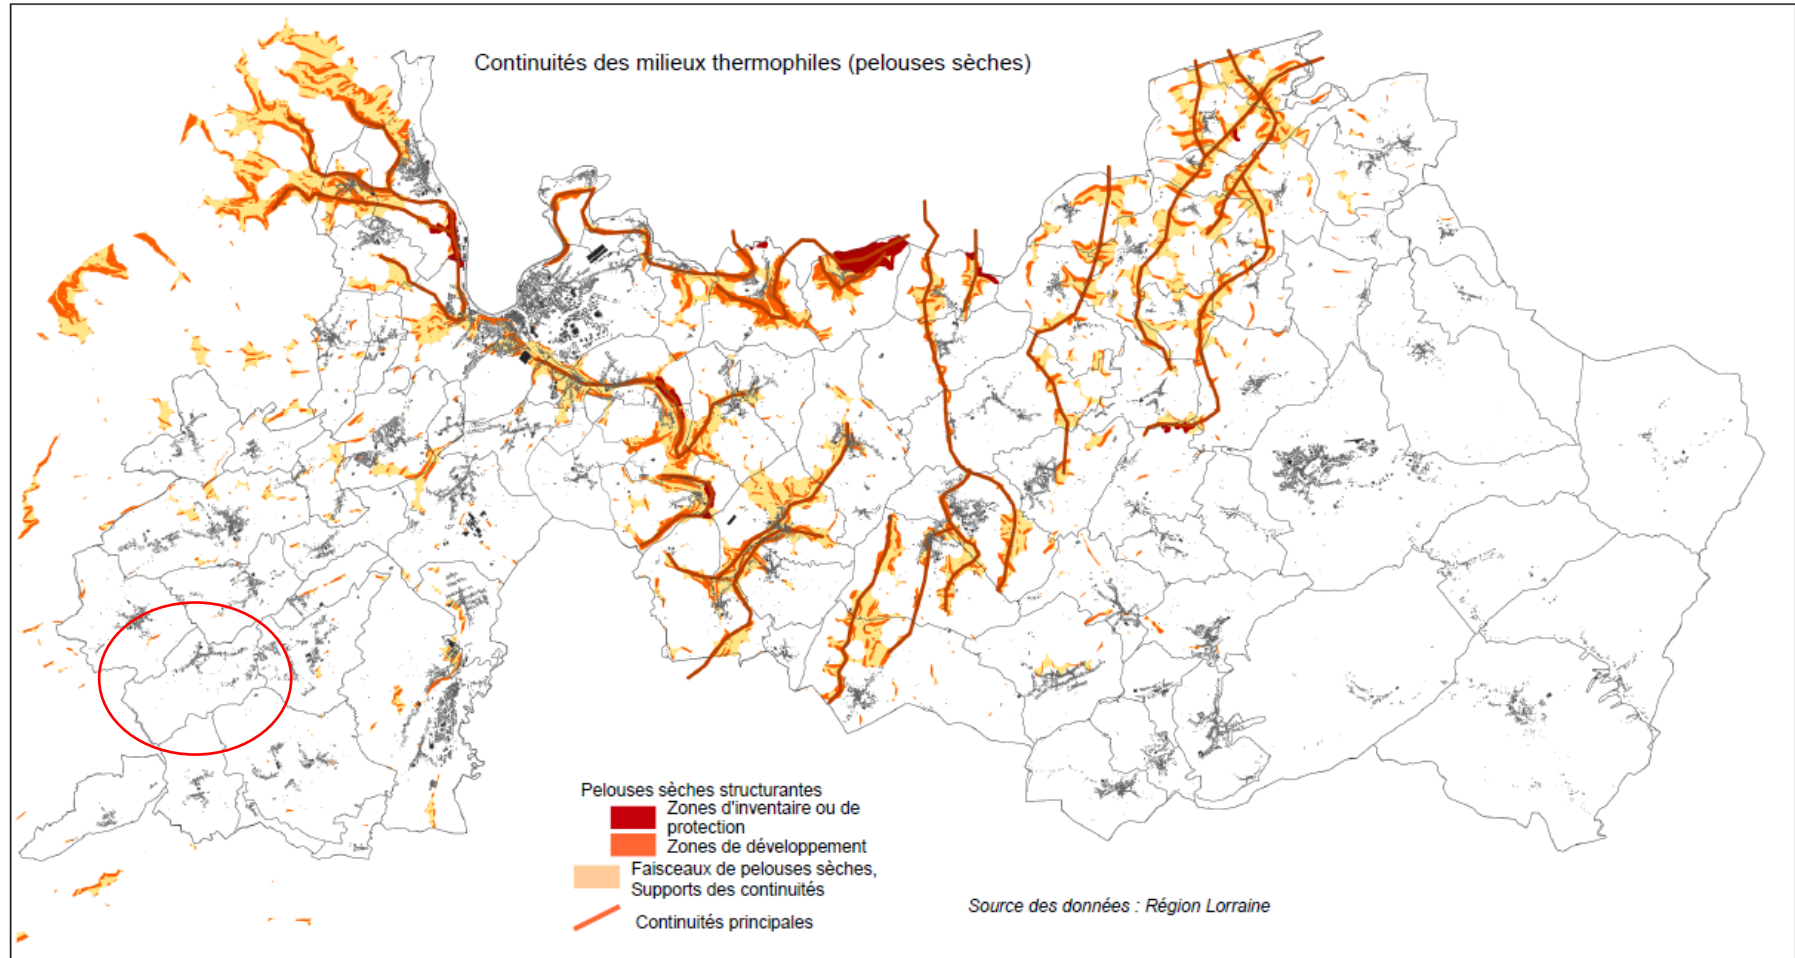 Continuités des milieux thermophiles (pelouses sèches)
Pelouses sèches structurantes
Zones d'inventaire ou de
protection
Zones de développement
Faisceaux de pelouses sèches,
Supports des continuités
Continuités principales
Source des données : Région Lorraine